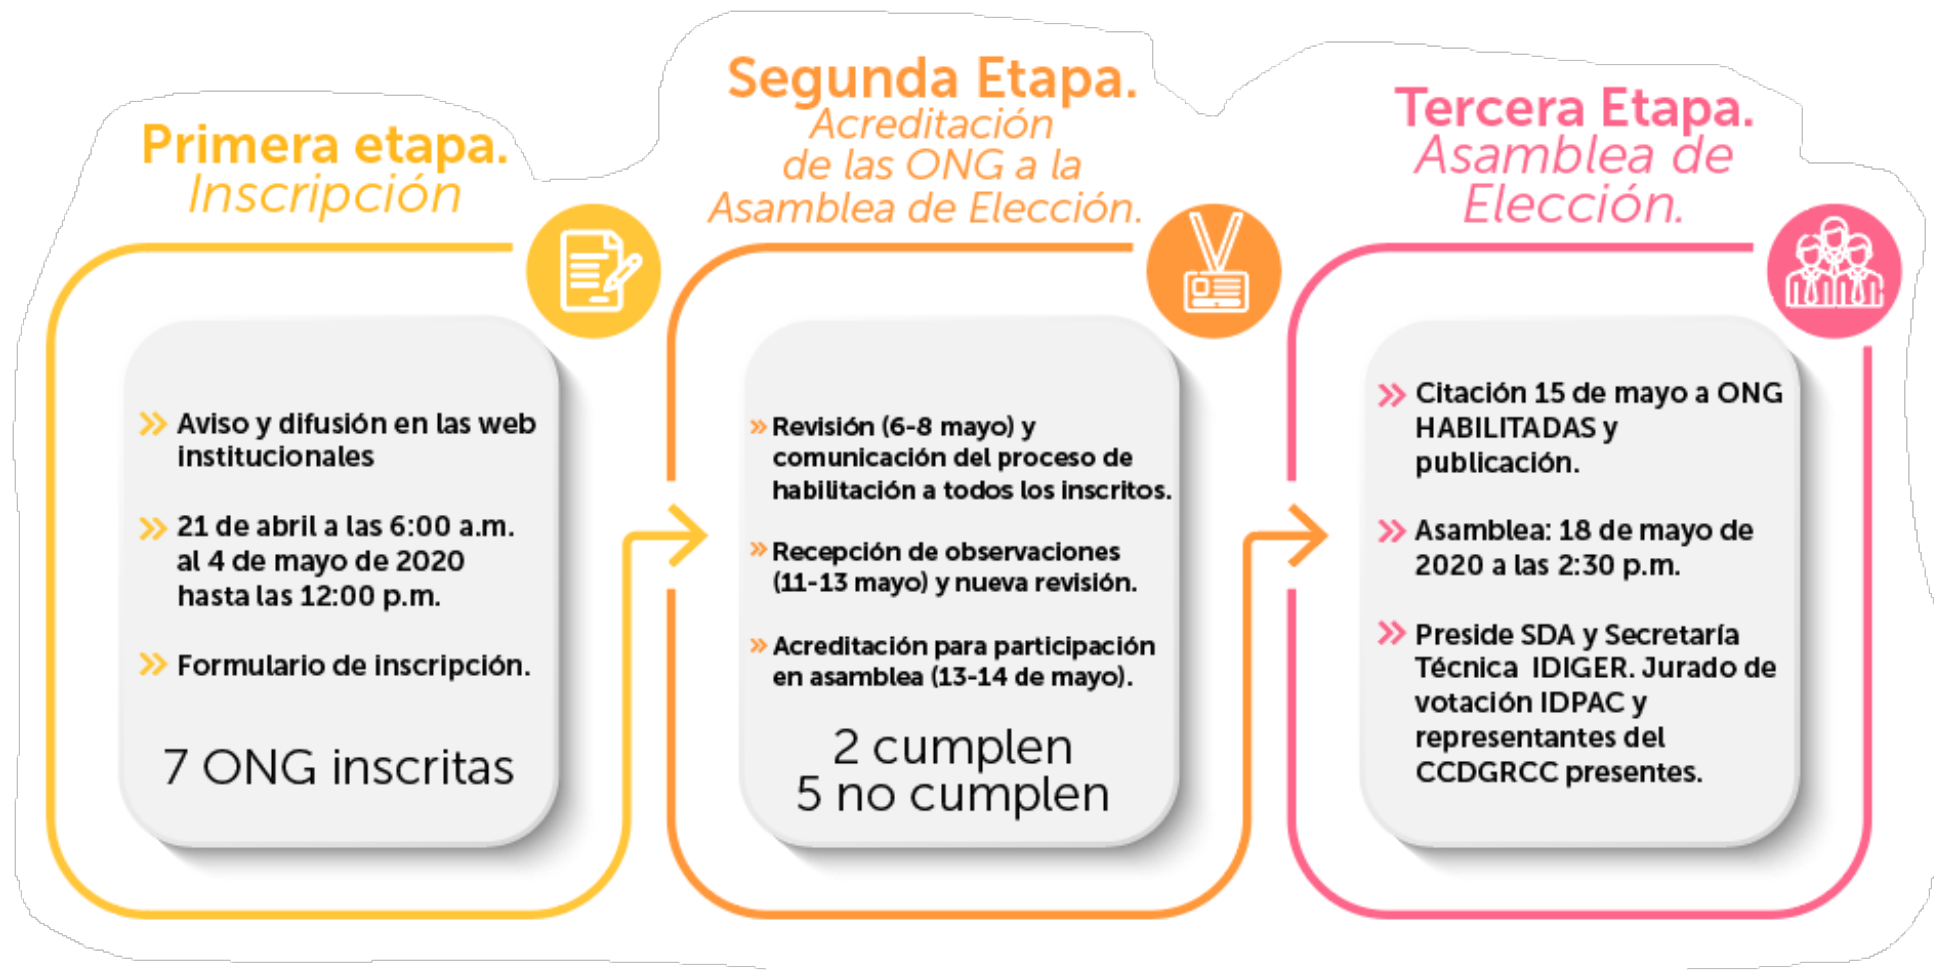 Primera etapa.
Inscripción
Aviso y difusión en las web
institucionales
21 de abril a las 6:00 a.m.
al 4 de mayo de 2020
hasta las 12:00 p.m.
Formulario de inscripción.
7 ONG inscritas
Segunda Etapa.
Acreditación
de las ONG a la
Asamblea de Elección.
Revisión (6-8 mayo) y
comunicación del proceso de
habilitación a todos los inscritos.
Recepción de observaciones
(11-13 mayo) y nueva revisión.
Acreditación para participación
en asamblea (13-14 de mayo).
2 cumplen
5 no cumplen
Tercera Etapa.
Asamblea de
Elección.
Citación 15 de mayo a ONG
HABILITADAS y
publicación.
Asamblea: 18 de mayo de
2020 a las 2:30 p.m.
Preside SDA y Secretaría
Técnica IDIGER. Jurado de
votación IDPAC y
representantes del
CCDGRCC presentes.